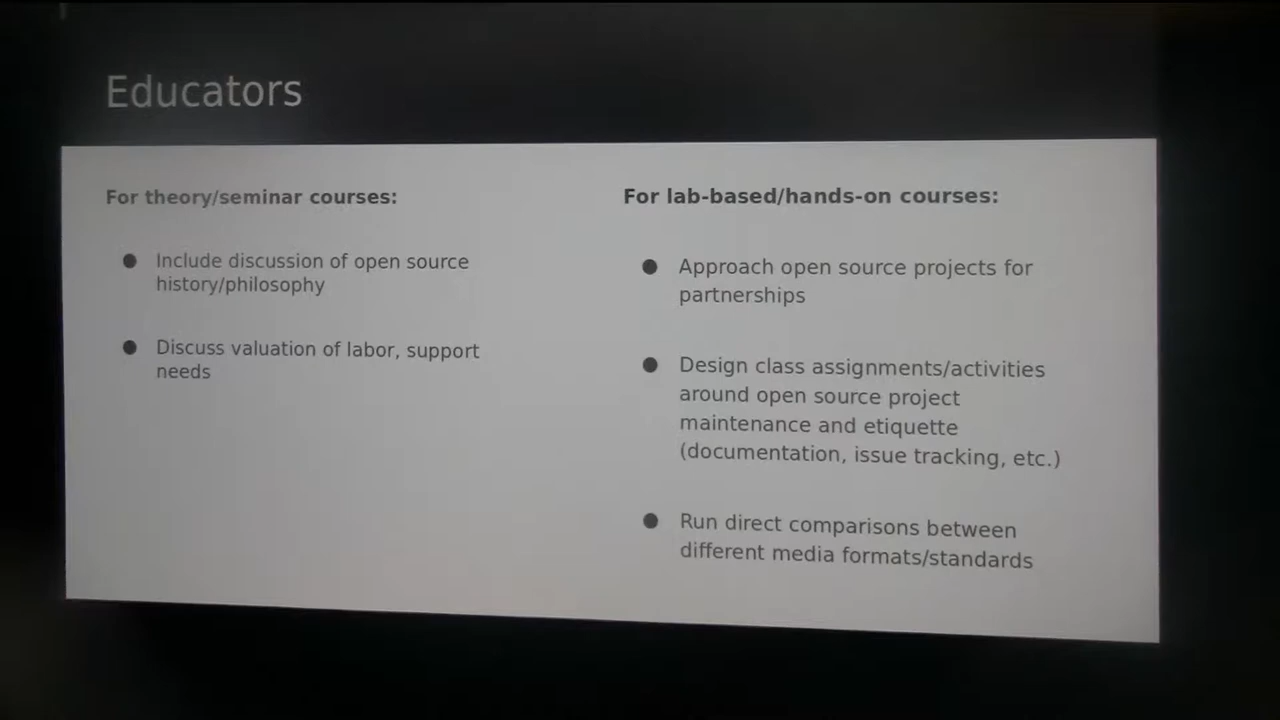 Educators
For theory/seminar courses:
● Include discussion of open source
history/philosophy
● Discuss valuation of labor, support
needs
For lab-based/hands-on courses:
● Approach open source projects for
partnerships
● Design class assignments/activities
around open source project
maintenance and etiquette
(documentation, issue tracking, etc.)
● Run direct comparisons between
different media formats/standards